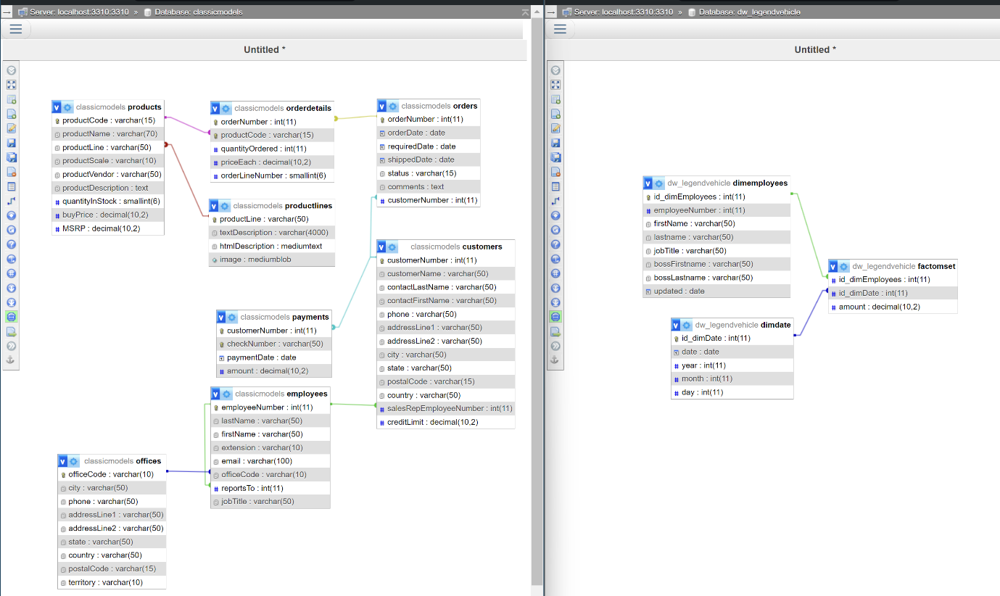 Server: localhost:3310:3310 » Database: classicmodels
Untitled *
v classicmodels products
productCode : varchar(15)
productName : varchar(70)
productLine : varchar(50)
productScale : varchar(10)
productVendor : varchar(50)
productDescription : text
# quantityInStock : smallint(6)
# buyPrice : decimal(10,2)
# MSRP : decimal(10,2)
v classicmodels orderdetails
orderNumber : int(11)
productCode : varchar(15)
# quantityOrdered : int(11)
# priceEach : decimal(10,2)
# orderLineNumber : smallint(6)
v classicmodels orders
orderNumber : int(11)
orderDate : date
requiredDate : date
shippedDate : date
status : varchar(15)
comments : text
# customerNumber : int(11)
v classicmodels productlines
productLine : varchar(50)
textDescription : varchar(4000)
htmlDescription : mediumtext
image : mediumblob
v classicmodels customers
customerNumber : int(11)
customerName : varchar(50)
contactLastName : varchar(50)
contactFirstName : varchar(50)
phone : varchar(50)
addressLine1 : varchar(50)
addressLine2 : varchar(50)
city : varchar(50)
state : varchar(50)
postalCode : varchar(15)
country : varchar(50)
# salesRepEmployeeNumber : int(11)
# creditLimit : decimal(10,2)
v classicmodels payments
customerNumber : int(11)
checkNumber : varchar(50)
paymentDate : date
# amount : decimal(10,2)
v classicmodels employees
employeeNumber : int(11)
lastName : varchar(50)
firstName : varchar(50)
extension : varchar(10)
email : varchar(100)
officeCode : varchar(10)
# reportsTo : int(11)
jobTitle : varchar(50)
v classicmodels offices
officeCode : varchar(10)
city : varchar(50)
phone : varchar(50)
addressLine1 : varchar(50)
addressLine2 : varchar(50)
state : varchar(50)
country : varchar(50)
postalCode : varchar(15)
territory : varchar(10)
Server: localhost:3310:3310 » Database: dw_legendvehicle
Untitled *
v dw_legendvehicle dimemployees
id_dimEmployees : int(11)
# employeeNumber : int(11)
firstName : varchar(50)
lastname : varchar(50)
jobTitle : varchar(50)
bossFirstname : varchar(50)
bossLastname : varchar(50)
updated : date
v dw_legendvehicle factomset
# id_dimEmployees : int(11)
# id_dimDate : int(11)
# amount : decimal(10,2)
v dw_legendvehicle dimdate
id_dimDate : int(11)
date : date
# year : int(11)
# month : int(11)
# day : int(11)